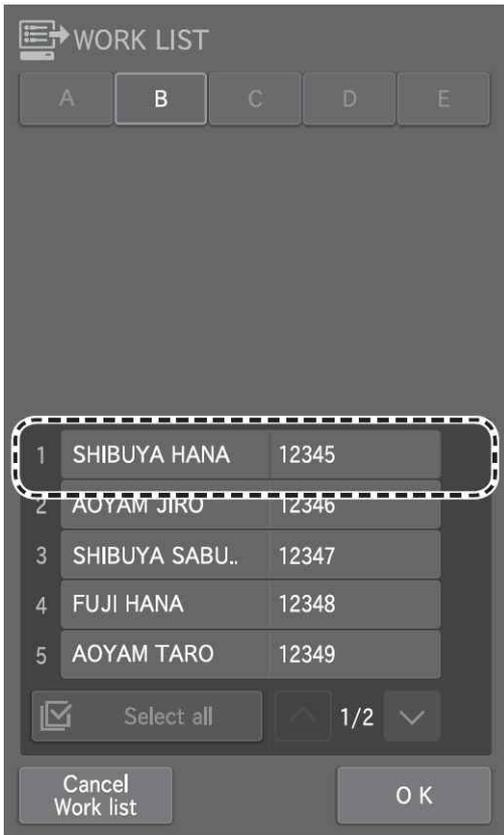 WORK LIST
A B C D E
1 SHIBUYA HANA 12345
2 AOYAM JIRO 12346
3 SHIBUYA SABU.. 12347
4 FUJI HANA 12348
5 AOYAM TARO 12349
Select all 1/2
Cancel
Work list
OK